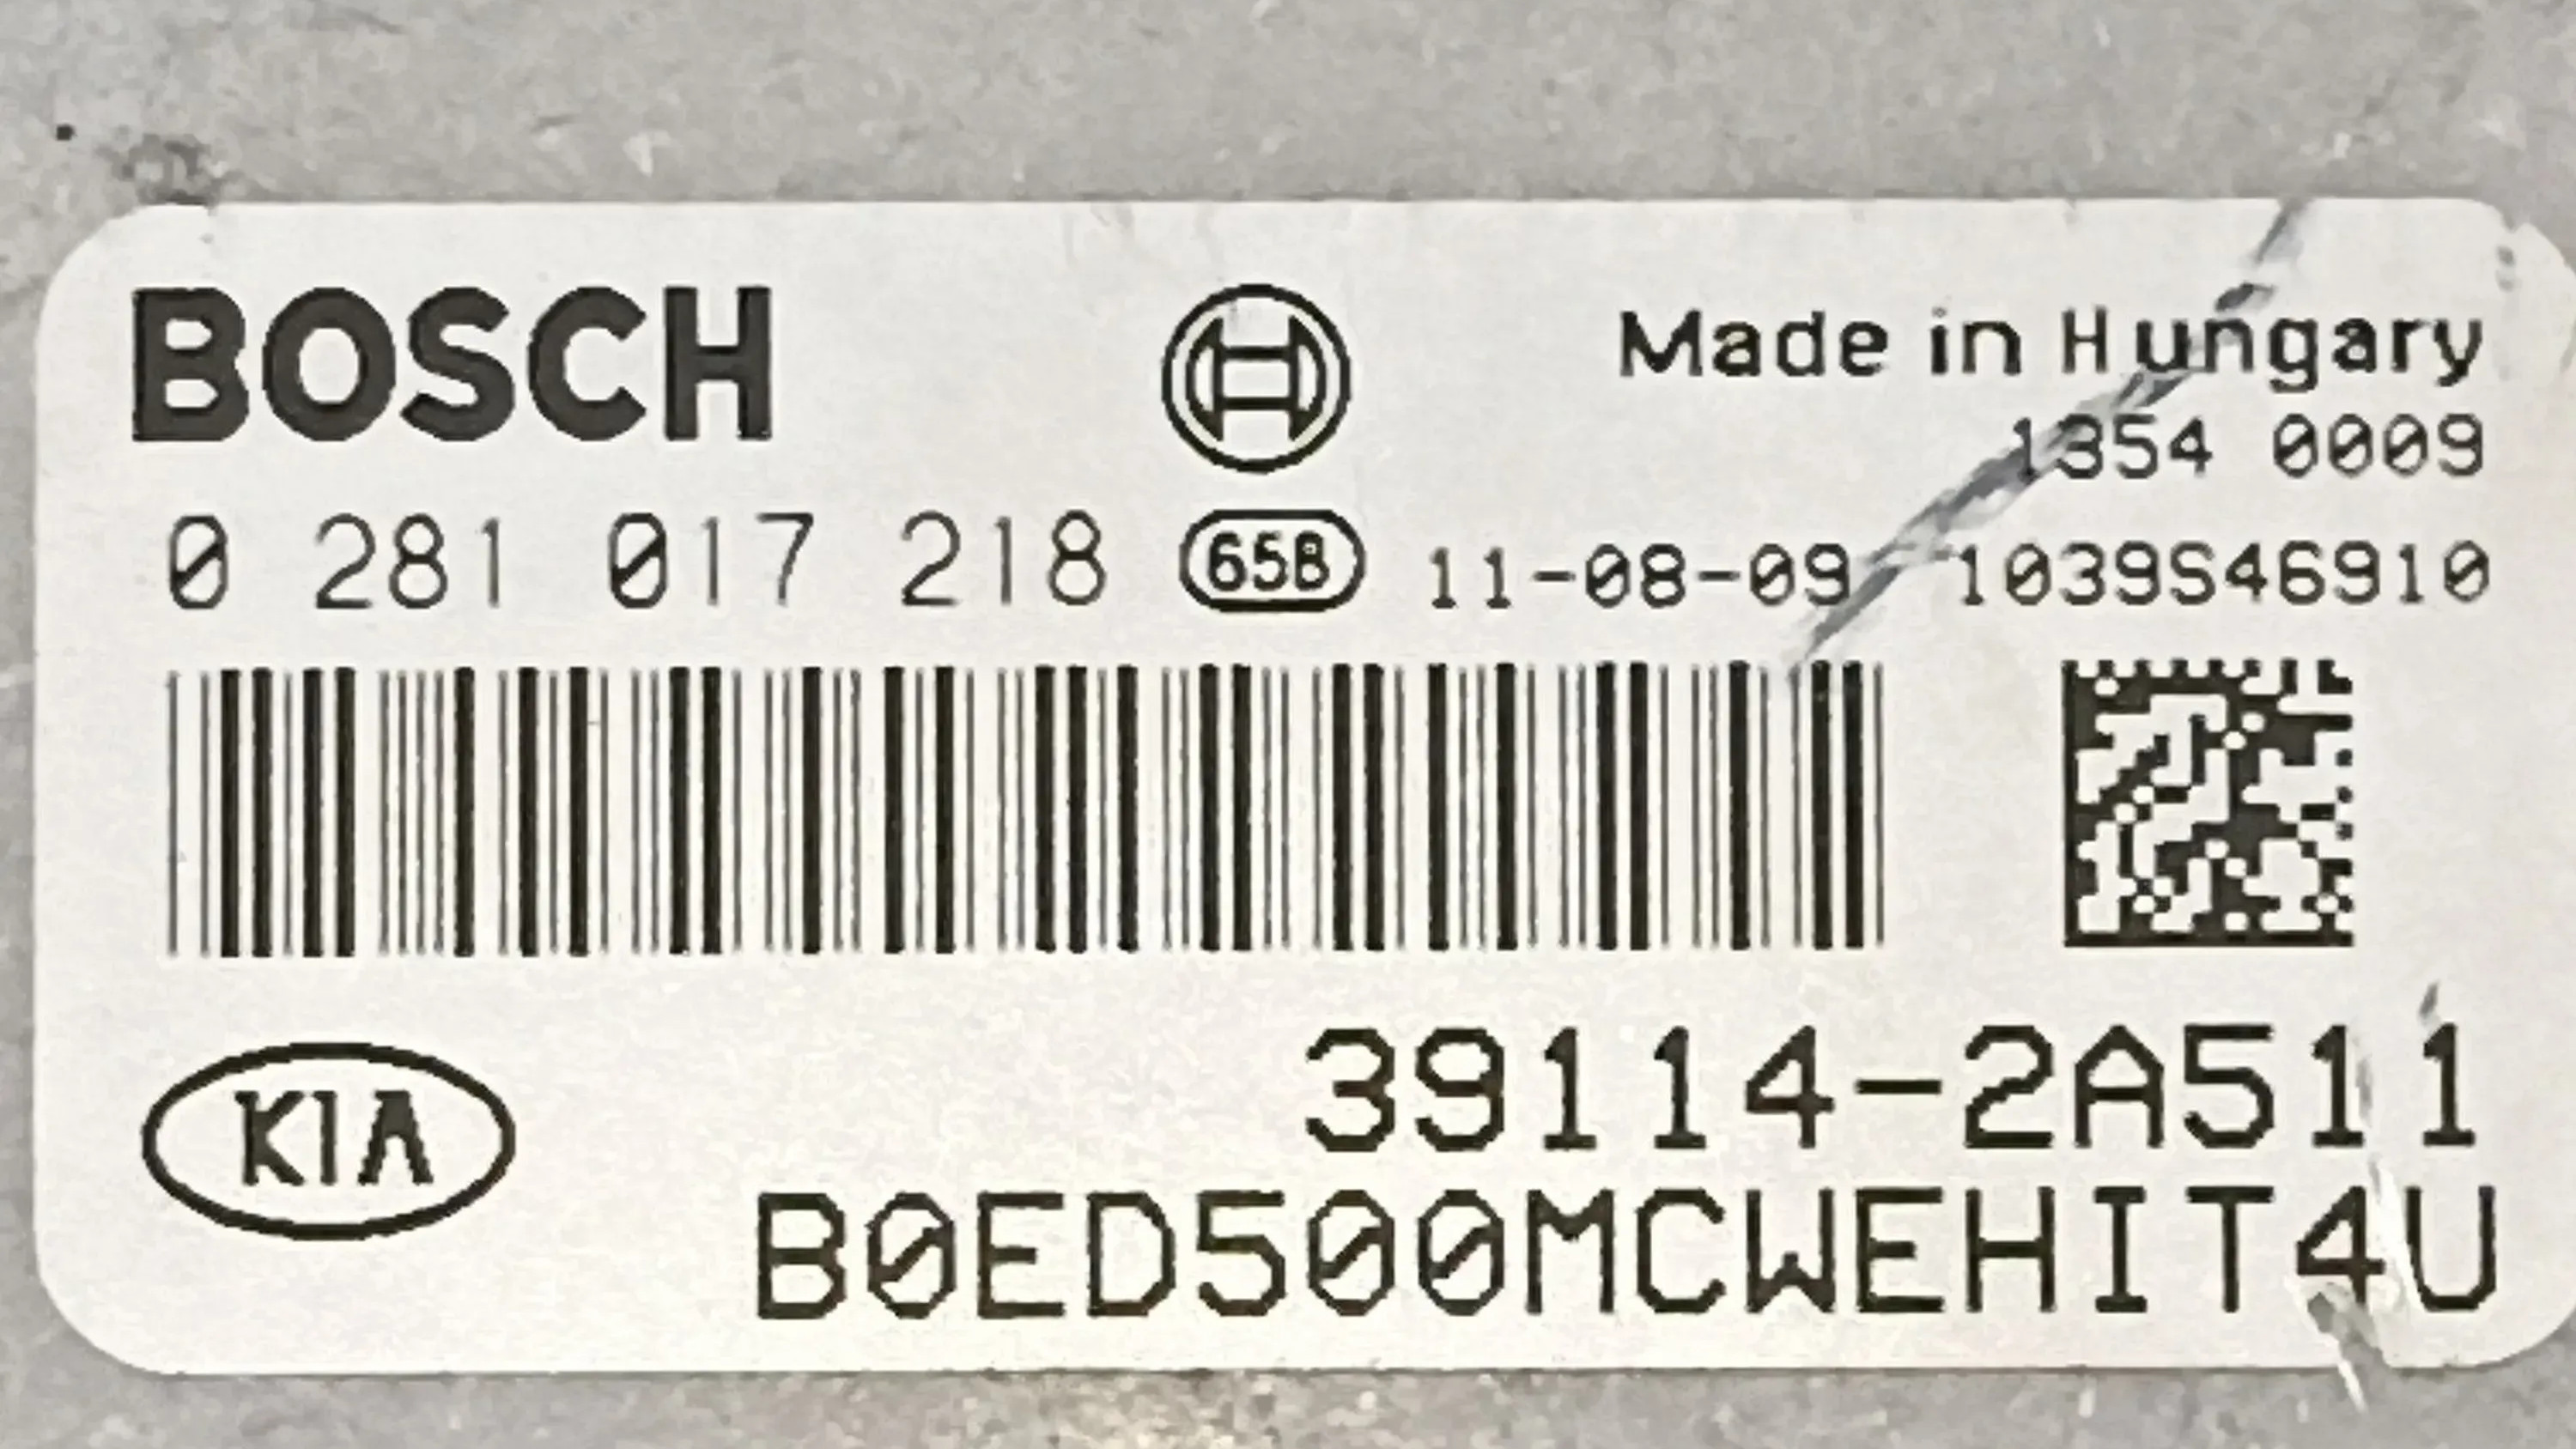 BOSCH
Made in Hungary
1354 0009
0 281 017 218 65B 11-08-09 1039S46910
39114-2A511
KIA
B0ED500MCWEHIT4U